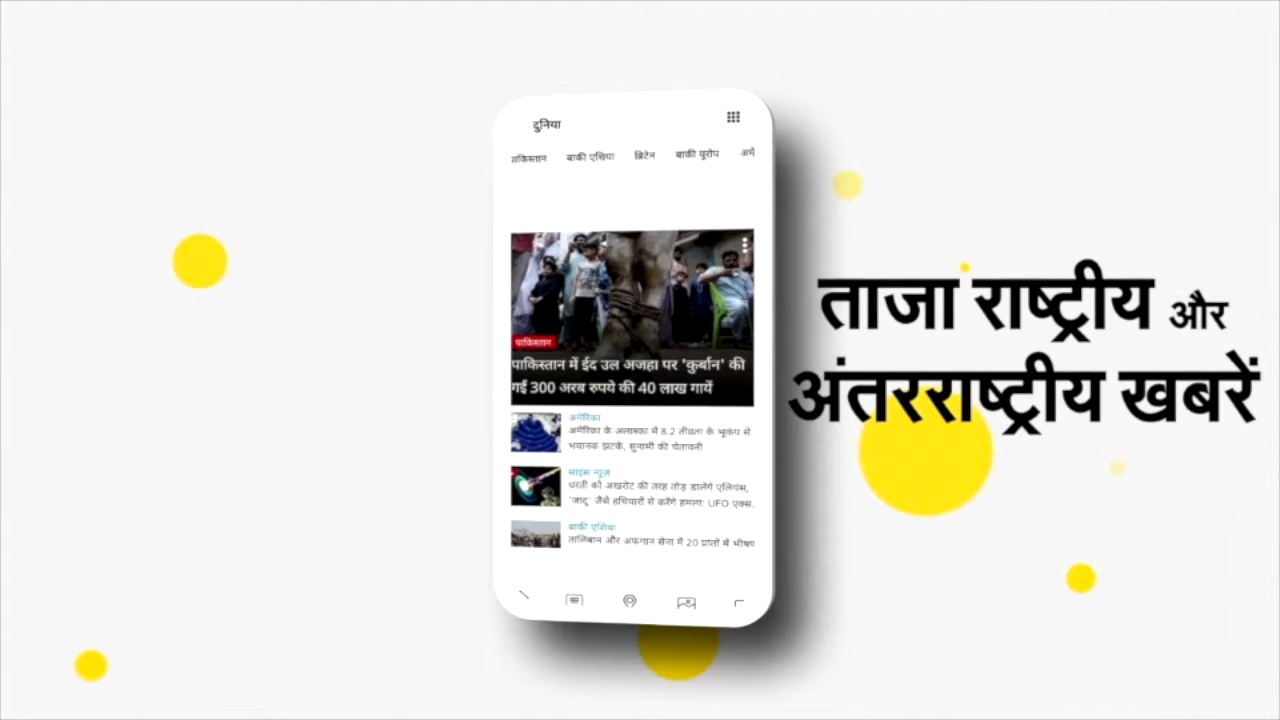 दुनिया
बाकी एशिया ब्रिटेन बाकी यूरोप
पाकिस्तान
पाकिस्तान में ईद उल अजहा पर 'कुर्बान' की
गई 300 अरब रुपये की 40 लाख गायें
अमेरिका
अमेरिका के अलास्का में 8.2 तीव्रता के भूकंप से
भयानक झटके, सुनामी की चेतावनी
साइंस न्यूज़
धरती को अखरोट की तरह तोड़ डालेंगे एलियंस,
'जादू' जैसे हथियारों से करेंगे हमला: UFO एक्स.
बाकी एशिया
तालिबान और अफगान सेना में 20 प्रांतों में
ताजा राष्ट्रीय और
अंतरराष्ट्रीय खबरें